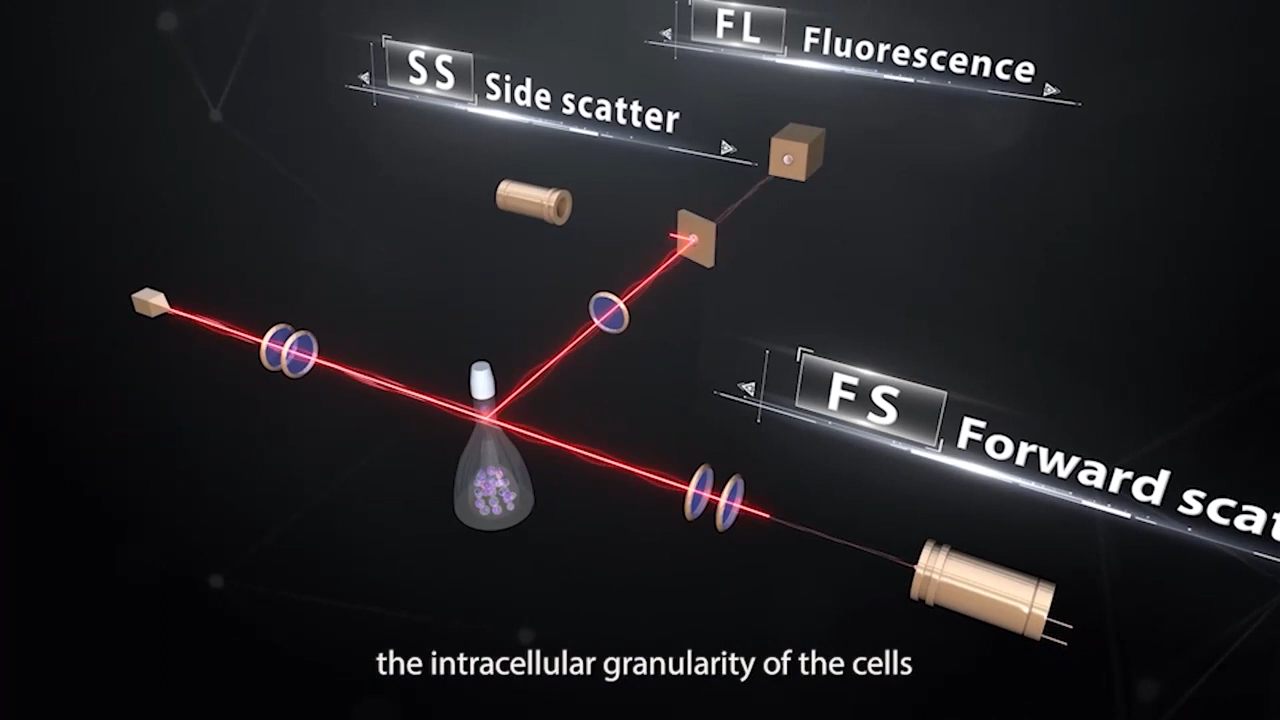 FL Fluorescence
SS Side scatter
FS Forward scat
the intracellular granularity of the cells